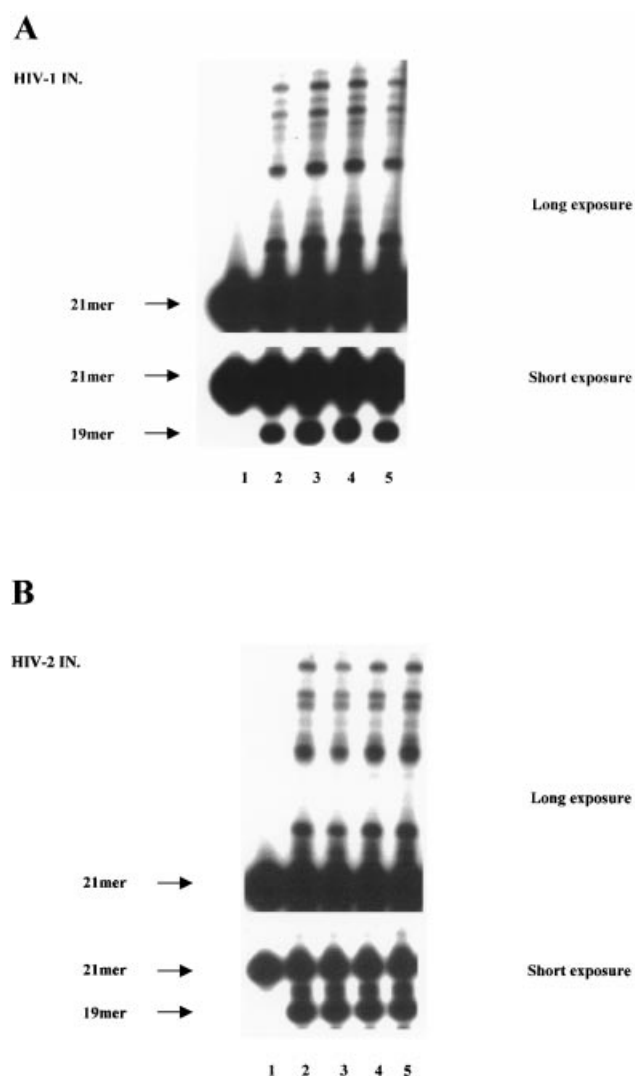 A
HIV-1 IN.
Long exposure
21mer
21mer
Short exposure
19mer
1 2 3 4 5
B
HIV-2 IN.
Long exposure
21mer
21mer
Short exposure
19mer
1 2 3 4 5